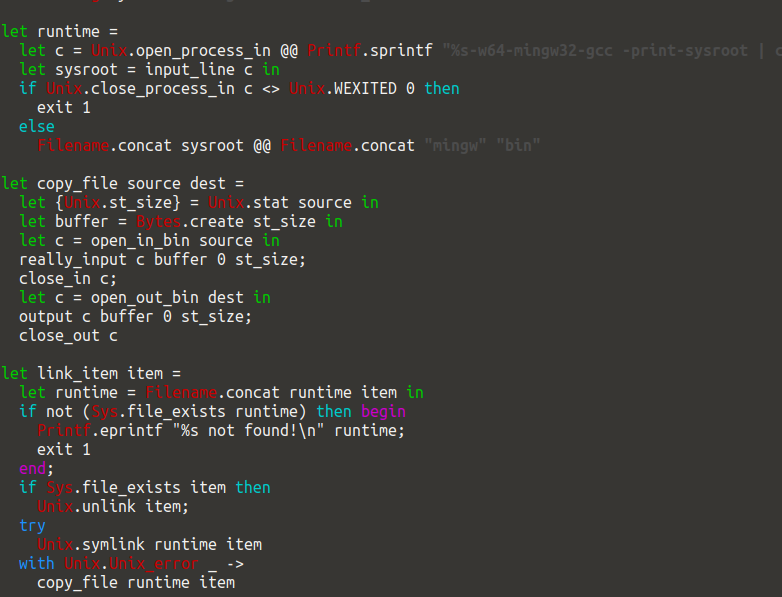 let runtime =
  let c = Unix.open_process_in @@ Printf.sprintf "%s-w64-mingw32-gcc -print-sysroot | c
  let sysroot = input_line c in
  if Unix.close_process_in c <> Unix.WEXITED 0 then
    exit 1
  else
    Filename.concat sysroot @@ Filename.concat "mingw" "bin"

let copy_file source dest =
  let {Unix.st_size} = Unix.stat source in
  let buffer = Bytes.create st_size in
  let c = open_in_bin source in
  really_input c buffer 0 st_size;
  close_in c;
  let c = open_out_bin dest in
  output c buffer 0 st_size;
  close_out c

let link_item item =
  let runtime = Filename.concat runtime item in
  if not (Sys.file_exists runtime) then begin
    Printf.eprintf "%s not found!\n" runtime;
    exit 1
  end;
  if Sys.file_exists item then
    Unix.unlink item;
  try
    Unix.symlink runtime item
  with Unix.Unix_error _ ->
    copy_file runtime item